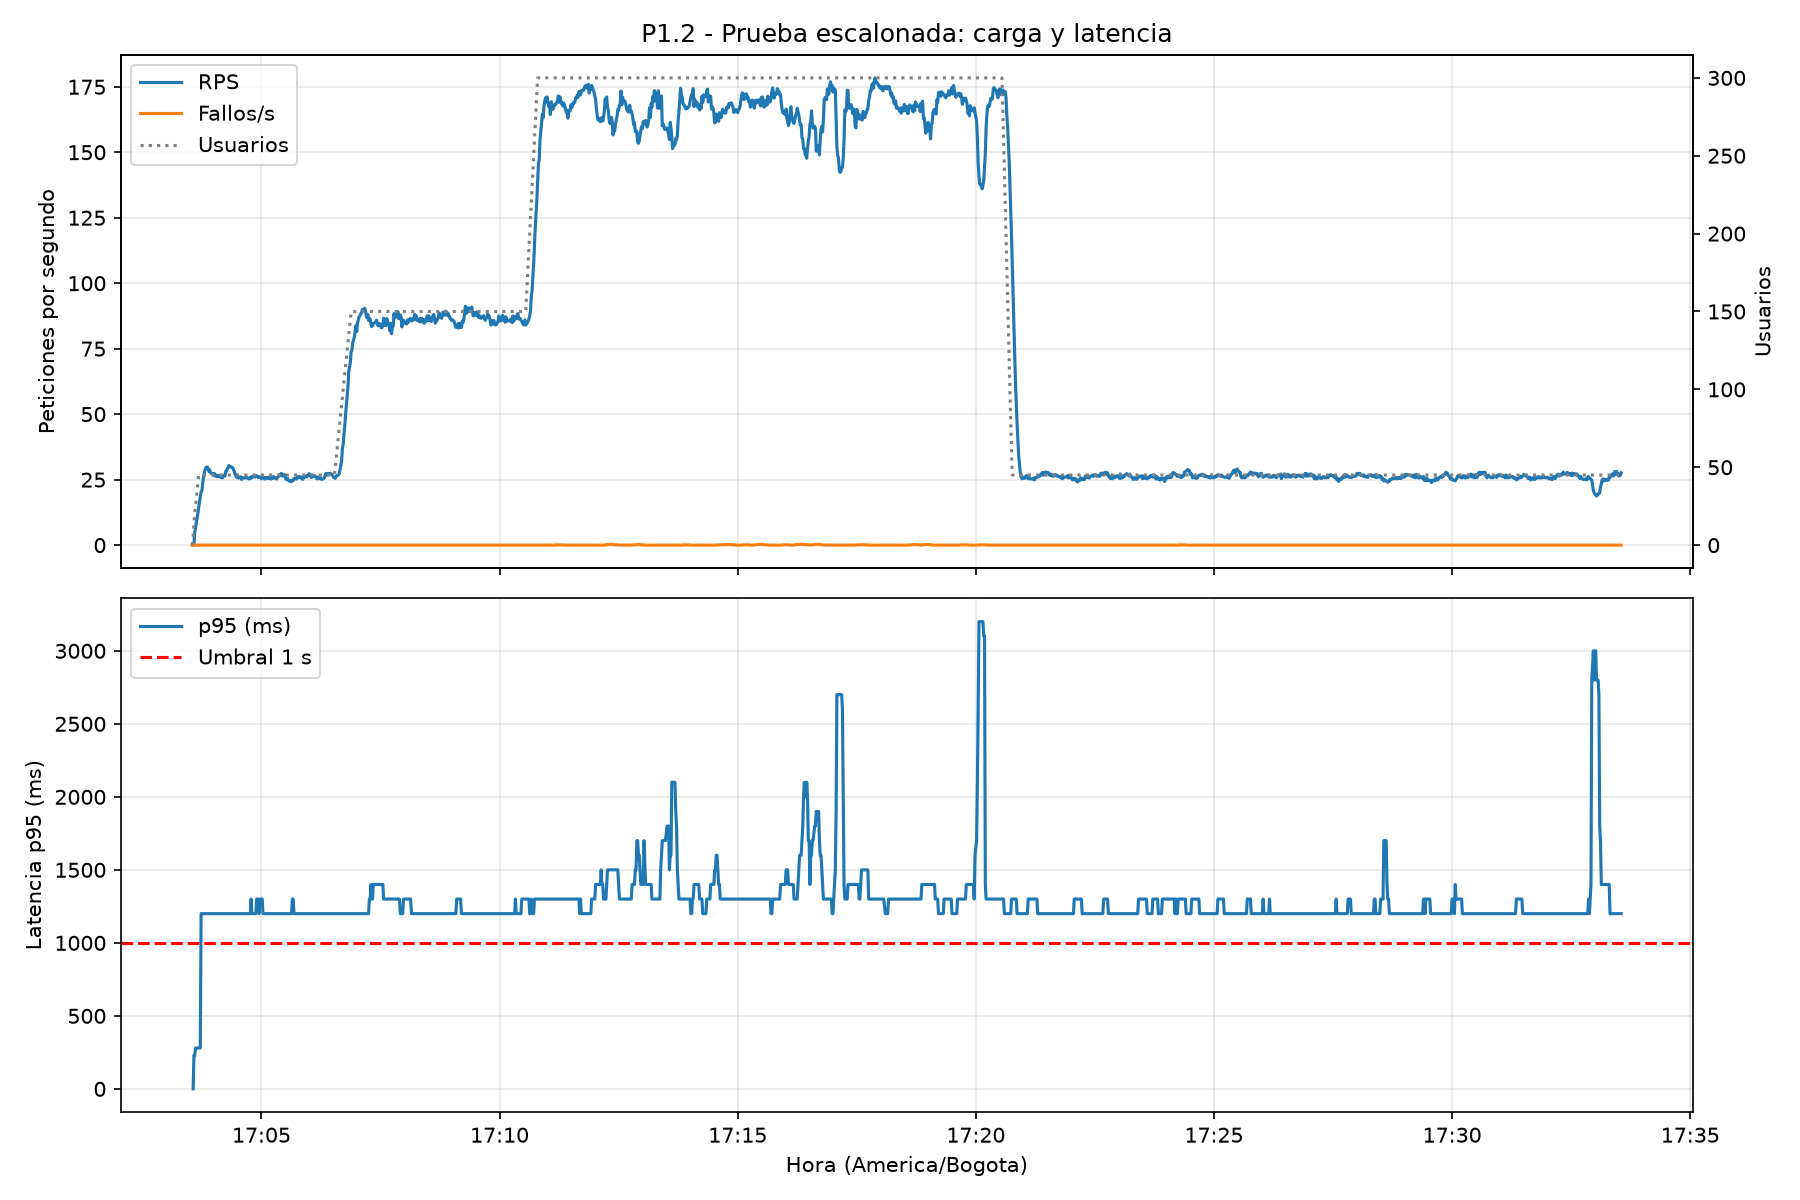 P1.2 - Prueba escalonada: carga y latencia
RPS
Fallos/s
Usuarios
175
150
125
100
75
50
25
0
Peticiones por segundo
300
250
200
150
100
50
0
Usuarios
p95 (ms)
Umbral 1 s
3000
2500
2000
1500
1000
500
0
Latencia p95 (ms)
17:05
17:10
17:15
17:20
17:25
17:30
17:35
Hora (America/Bogota)